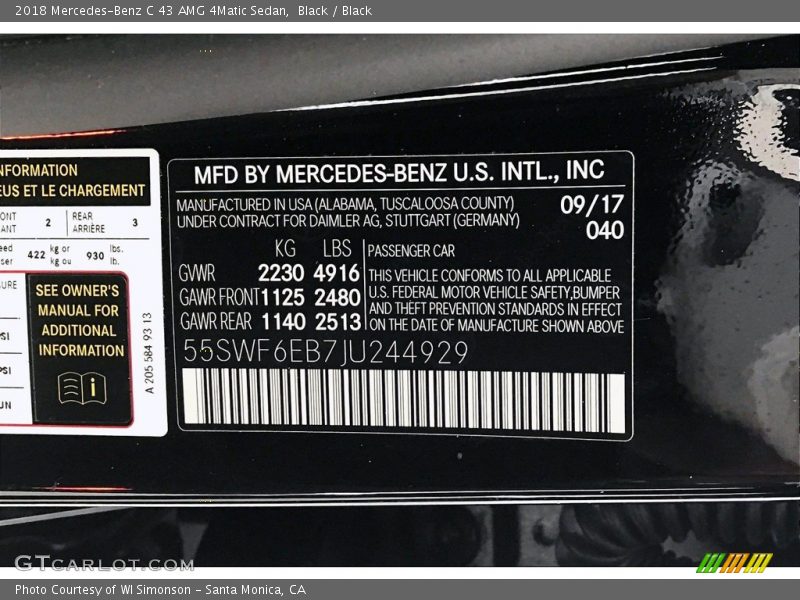 2018 Mercedes-Benz C 43 AMG 4Matic Sedan, Black / Black
INFORMATION
EUS ET LE CHARGEMENT
2
REAR
ARRIÈRE
3
422 kg or
kg ou
930 lbs.
lb.
SEE OWNER'S
MANUAL FOR
ADDITIONAL
INFORMATION
A 205 584 93 13
MFD BY MERCEDES-BENZ U.S. INTL., INC
MANUFACTURED IN USA (ALABAMA, TUSCALOOSA COUNTY)
UNDER CONTRACT FOR DAIMLER AG, STUTTGART (GERMANY)
09/17
040
KG LBS
GWR 2230 4916
GAWR FRONT 1125 2480
GAWR REAR 1140 2513
PASSENGER CAR
THIS VEHICLE CONFORMS TO ALL APPLICABLE
U.S. FEDERAL MOTOR VEHICLE SAFETY,BUMPER
AND THEFT PREVENTION STANDARDS IN EFFECT
ON THE DATE OF MANUFACTURE SHOWN ABOVE
55SWF6EB7JU244929
GTcarlot.com
Photo Courtesy of WI Simonson - Santa Monica, CA